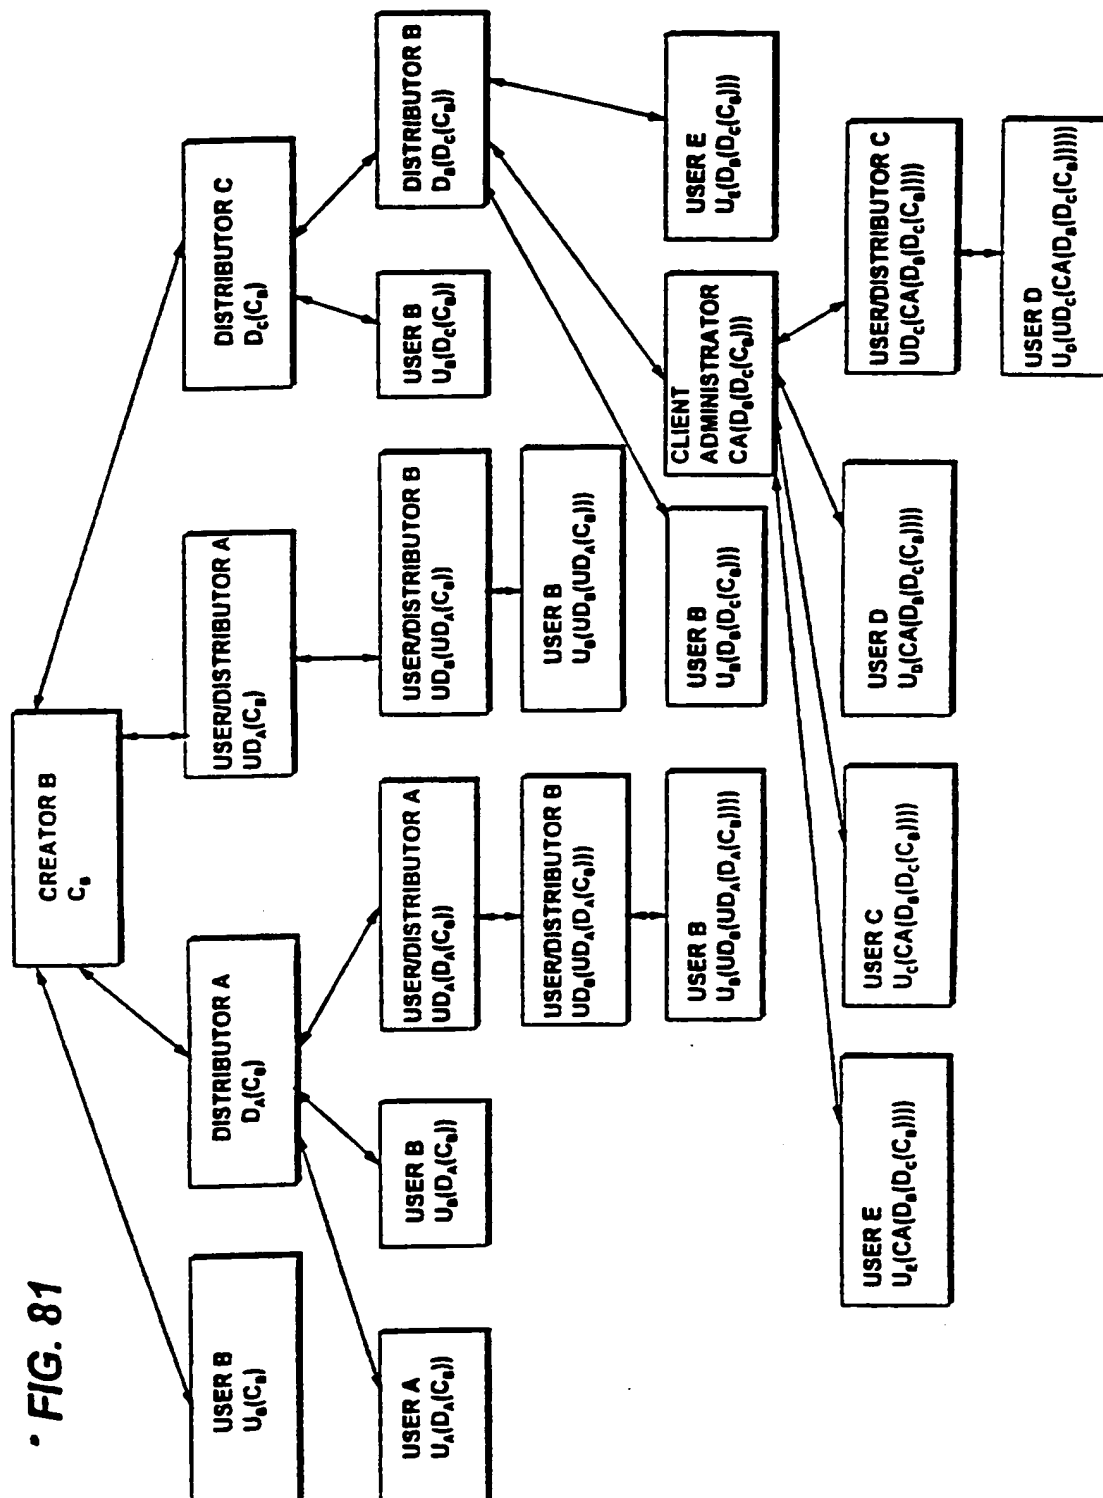 FIG. 81
CREATOR B
C_B
USER B
U_B(C_B)
DISTRIBUTOR A
D_A(C_B)
USER/DISTRIBUTOR A
UD_A(C_B)
DISTRIBUTOR C
D_C(C_B)
USER A
U_A(D_A(C_B))
USER B
U_B(D_A(C_B))
USER/DISTRIBUTOR A
UD_A(D_A(C_B))
USER/DISTRIBUTOR B
UD_B(UD_A(C_B))
USER B
U_B(D_C(C_B))
DISTRIBUTOR B
D_B(D_C(C_B))
USER/DISTRIBUTOR B
UD_B(UD_A(D_A(C_B)))
USER B
U_B(UD_B(UD_A(C_B)))
USER B
U_B(UD_B(UD_A(D_A(C_B))))
USER B
U_B(D_B(D_C(C_B)))
CLIENT
ADMINISTRATOR
CA(D_B(D_C(C_B)))
USER E
U_E(D_B(D_C(C_B)))
USER E
U_E(CA(D_B(D_C(C_B))))
USER C
U_C(CA(D_B(D_C(C_B))))
USER D
U_D(CA(D_B(D_C(C_B))))
USER/DISTRIBUTOR C
UD_C(CA(D_B(D_C(C_B))))
USER D
U_D(UD_C(CA(D_B(D_C(C_B)))))